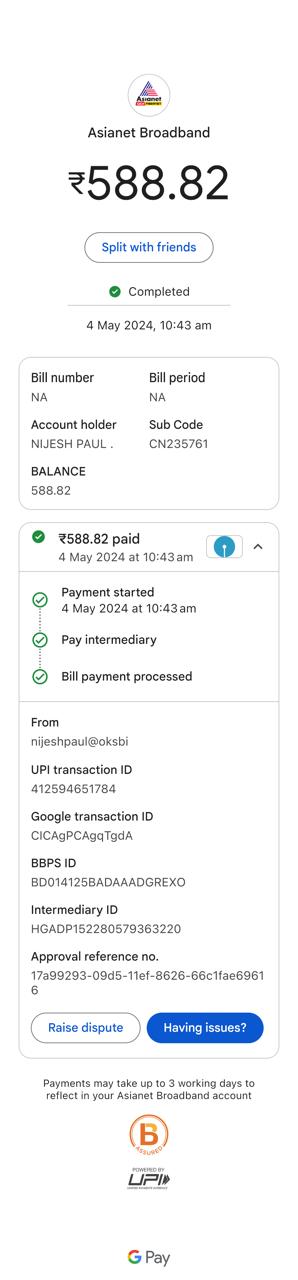 Asianet
Asianet Broadband
₹588.82
Split with friends
Completed
4 May 2024, 10:43 am
Bill number Bill period
NA NA
Account holder Sub Code
NIJESH PAUL . CN235761
BALANCE
588.82
₹588.82 paid
4 May 2024 at 10:43 am
Payment started
4 May 2024 at 10:43 am
Pay intermediary
Bill payment processed
From
nijeshpaul@oksbi
UPI transaction ID
412594651784
Google transaction ID
CICAgPCAgqTgdA
BBPS ID
BD014125BADAAADGREXO
Intermediary ID
HGADP152280579363220
Approval reference no.
17a99293-09d5-11ef-8626-66c1fae6961
6
Raise dispute Having issues?
Payments may take up to 3 working days to
reflect in your Asianet Broadband account
B
ASSURED
POWERED BY
UPI
UNIFIED PAYMENTS INTERFACE
G Pay